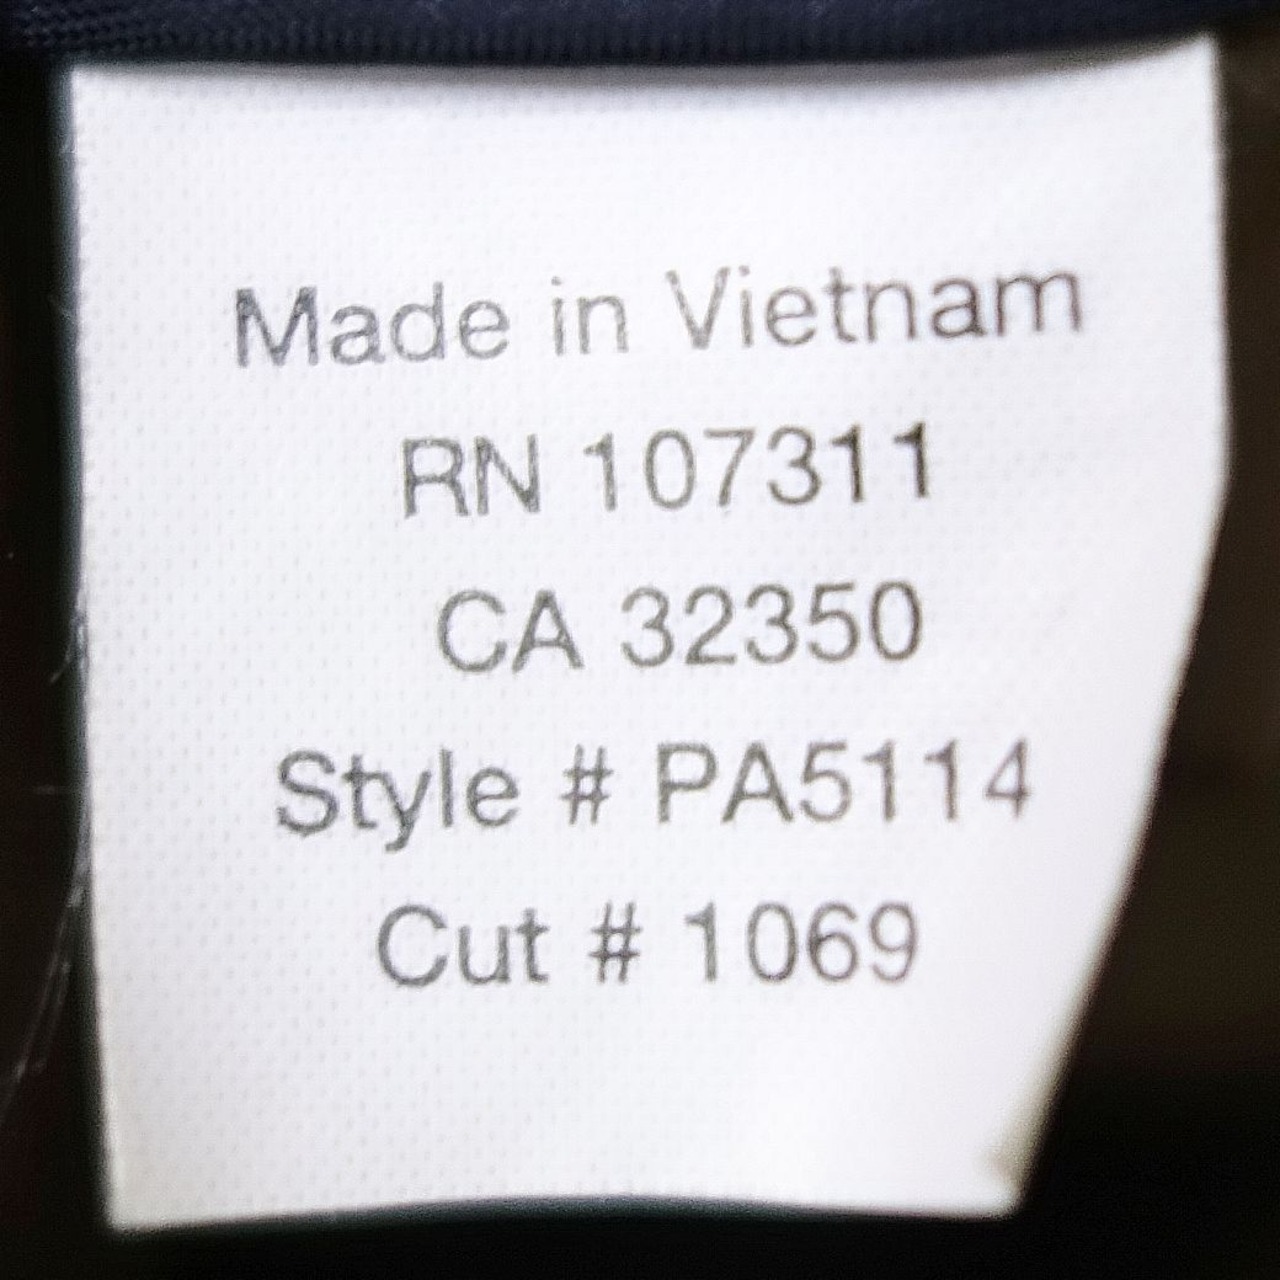 Made in Vietnam
RN 107311
CA 32350
Style # PA5114
Cut # 1069